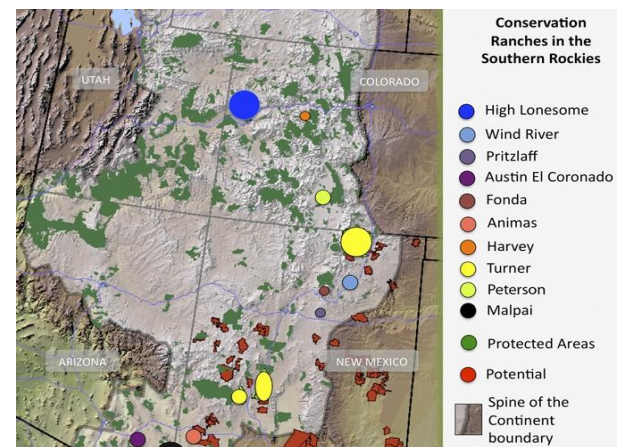 Conservation
Ranches in the
Southern Rockies
UTAH
COLORADO
High Lonesome
Wind River
Pritzlaff
Austin El Coronado
Fonda
Animas
Harvey
Turner
Peterson
Malpai
Protected Areas
Potential
Spine of the
Continent
boundary
ARIZONA
NEW MEXICO